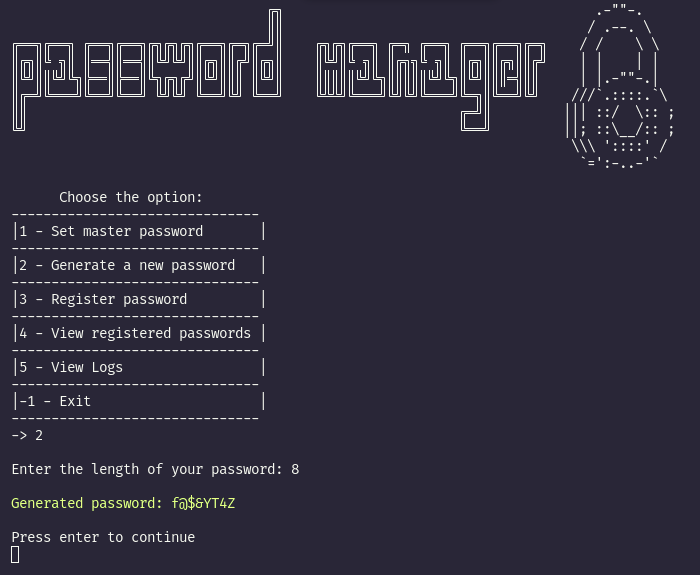 password manager
Choose the option:
-------------------------------
|1 - Set master password       |
-------------------------------
|2 - Generate a new password   |
-------------------------------
|3 - Register password         |
-------------------------------
|4 - View registered passwords |
-------------------------------
|5 - View Logs                 |
-------------------------------
|-1 - Exit                     |
-------------------------------
-> 2
Enter the length of your password: 8
Generated password: f@$&YT4Z
Press enter to continue